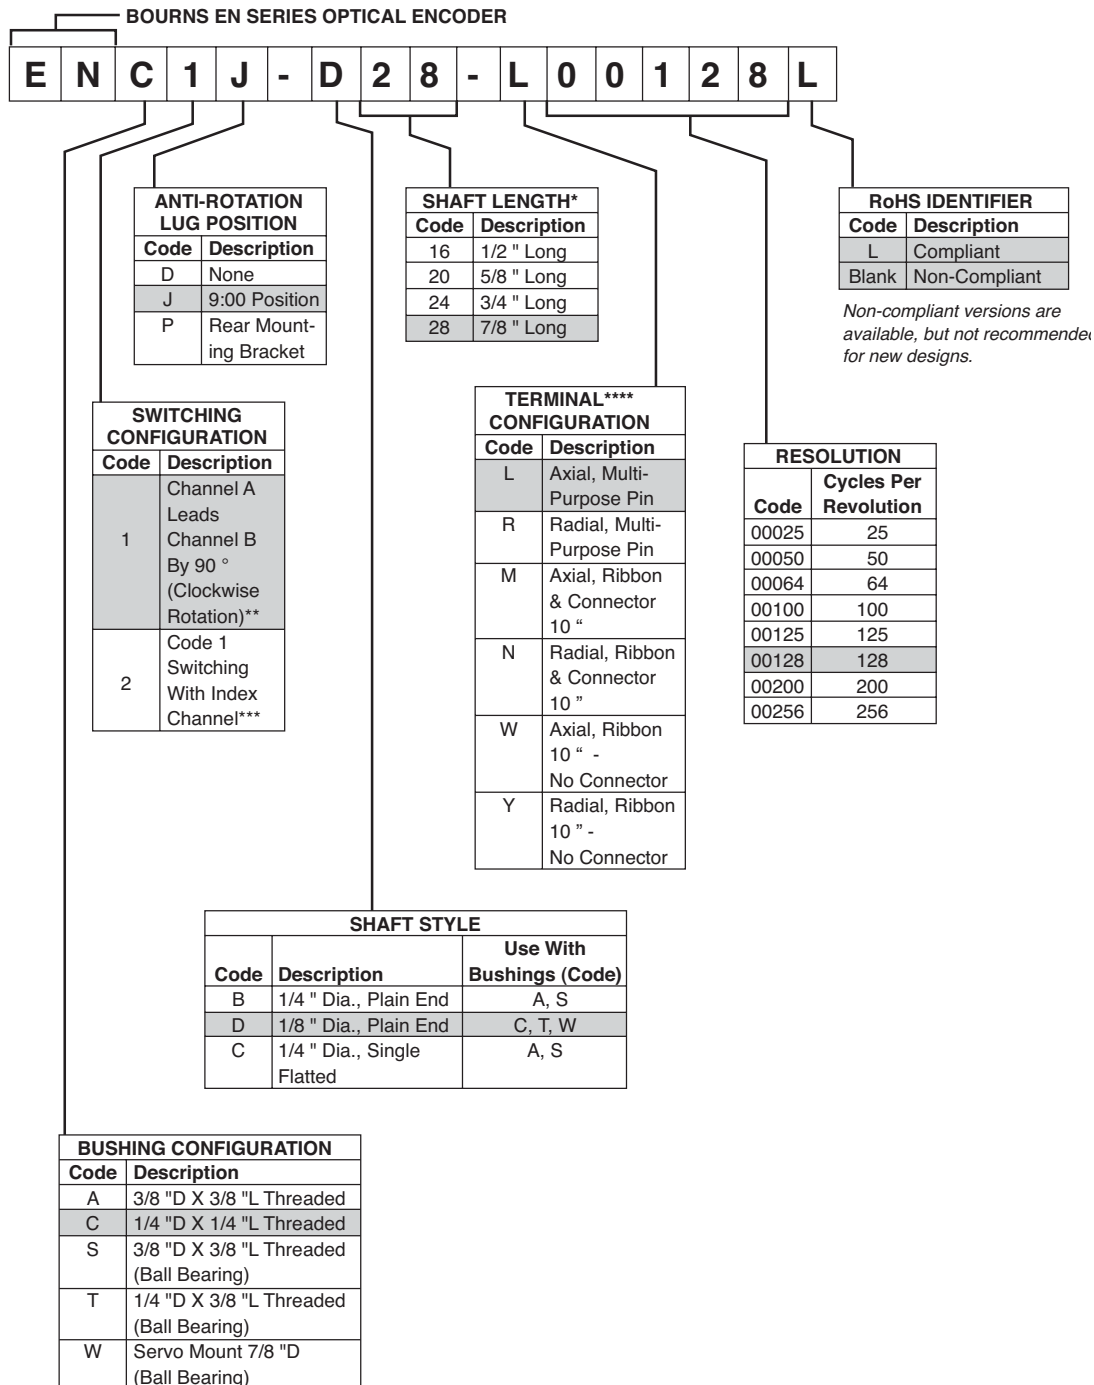 BOURNS EN SERIES OPTICAL ENCODER
E N C 1 J - D 2 8 - L 0 0 1 2 8 L
ANTI-ROTATION
LUG POSITION
Code Description
D None
J 9:00 Position
P Rear Mount-
ing Bracket
SHAFT LENGTH*
Code Description
16 1/2 " Long
20 5/8 " Long
24 3/4 " Long
28 7/8 " Long
RoHS IDENTIFIER
Code Description
L Compliant
Blank Non-Compliant
Non-compliant versions are
available, but not recommended
for new designs.
SWITCHING
CONFIGURATION
Code Description
Channel A
Leads
1 Channel B
By 90 °
(Clockwise
Rotation)**
Code 1
Switching
2 With Index
Channel***
TERMINAL****
CONFIGURATION
Code Description
L Axial, Multi-
Purpose Pin
R Radial, Multi-
Purpose Pin
M Axial, Ribbon
& Connector
10 “
N Radial, Ribbon
& Connector
10 ”
W Axial, Ribbon
10 “ -
No Connector
Y Radial, Ribbon
10 ” -
No Connector
RESOLUTION
Cycles Per
Code Revolution
00025 25
00050 50
00064 64
00100 100
00125 125
00128 128
00200 200
00256 256
SHAFT STYLE
Use With
Code Description Bushings (Code)
B 1/4 " Dia., Plain End A, S
D 1/8 " Dia., Plain End C, T, W
C 1/4 " Dia., Single A, S
Flatted
BUSHING CONFIGURATION
Code Description
A 3/8 "D X 3/8 "L Threaded
C 1/4 "D X 1/4 "L Threaded
S 3/8 "D X 3/8 "L Threaded
(Ball Bearing)
T 1/4 "D X 3/8 "L Threaded
(Ball Bearing)
W Servo Mount 7/8 "D
(Ball Bearing)